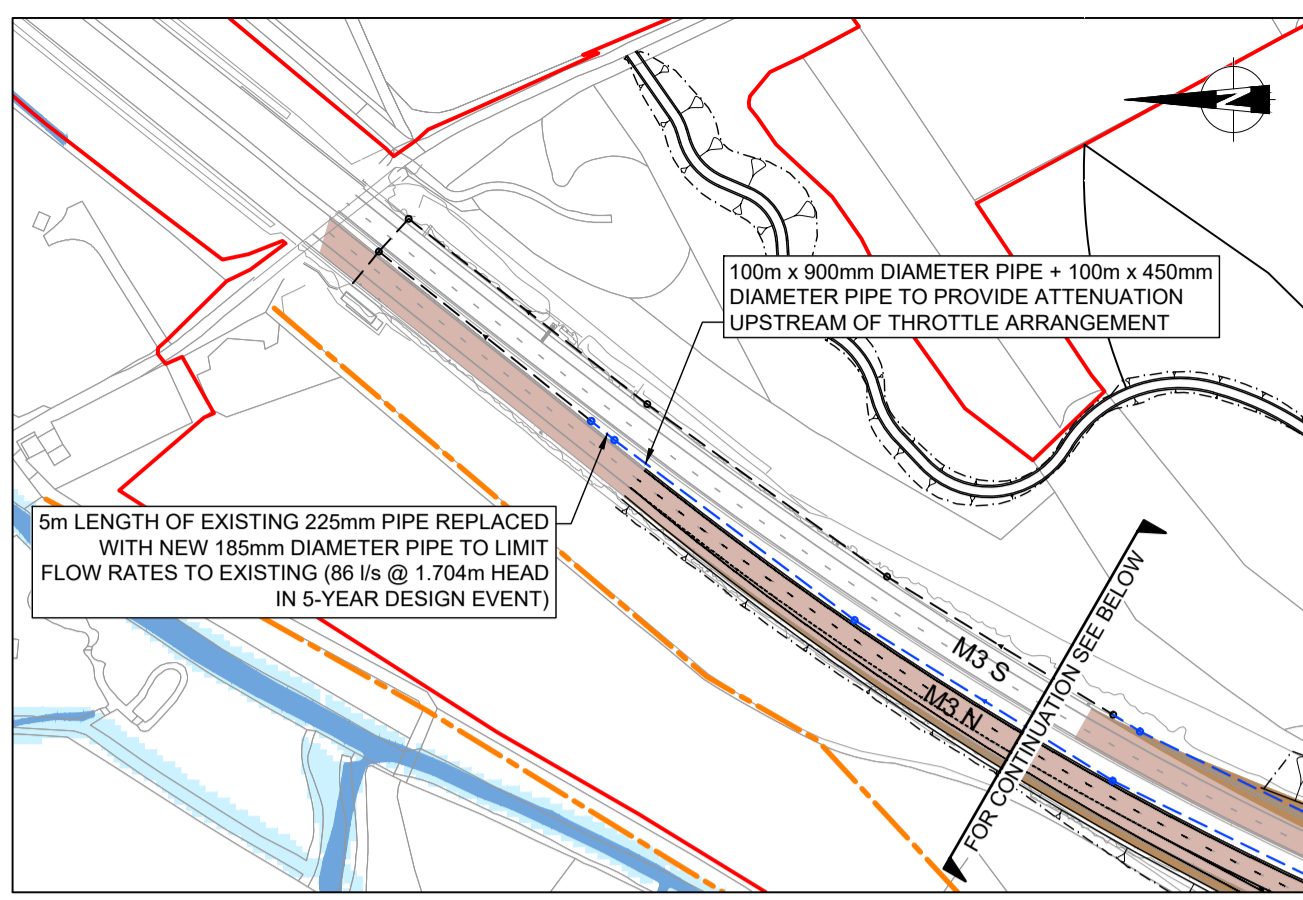 N
100m x 900mm DIAMETER PIPE + 100m x 450mm
DIAMETER PIPE TO PROVIDE ATTENUATION
UPSTREAM OF THROTTLE ARRANGEMENT
5m LENGTH OF EXISTING 225mm PIPE REPLACED
WITH NEW 185mm DIAMETER PIPE TO LIMIT
FLOW RATES TO EXISTING (86 l/s @ 1.704m HEAD
IN 5-YEAR DESIGN EVENT)
M3 S
M3 N
FOR CONTINUATION SEE BELOW